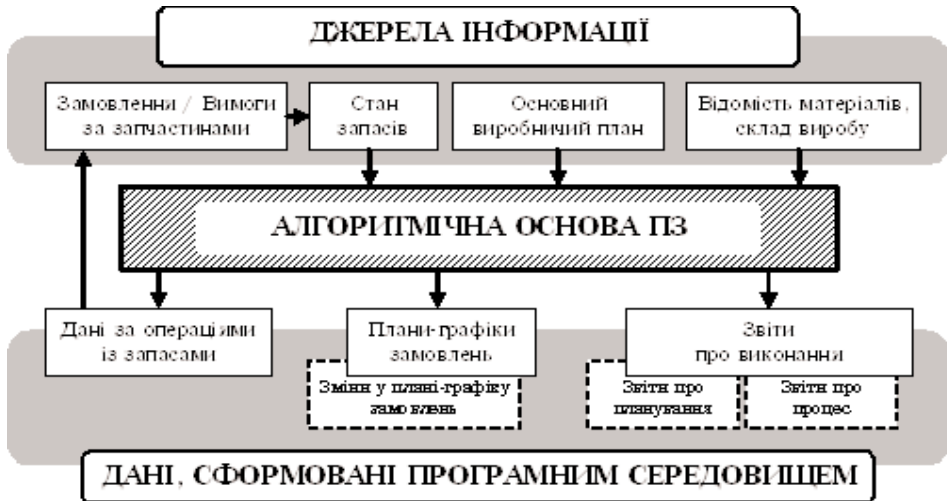 ДЖЕРЕЛА ІНФОРМАЦІЇ
Замовлення / Вимоги
за запчастинами
Стан
запасів
Основний
виробничий план
Відомість матеріалів,
склад виробу
АЛГОРИТМІЧНА ОСНОВА ПЗ
Дані за операціями
із запасами
Плани-графіки
замовлень
Звіти
про виконання
Зміни у плані-графіку
замовлень
Звіти про
планування
Звіти про
процес
ДАНІ, СФОРМОВАНІ ПРОГРАМНИМ СЕРЕДОВИЩЕМ